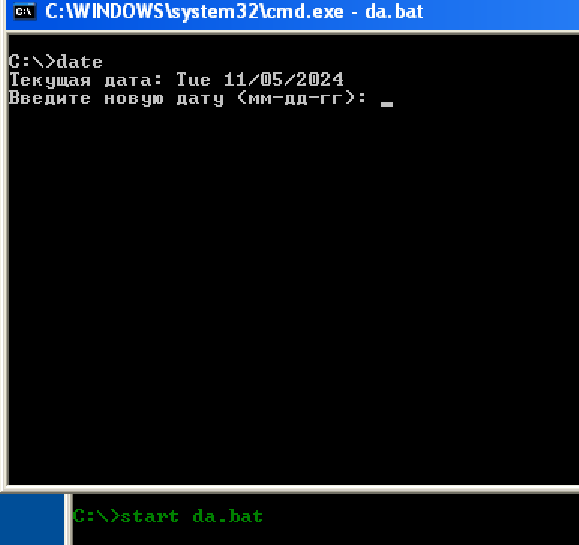 C:\WINDOWS\system32\cmd.exe - da.bat
C:\>date
Текущая дата: Tue 11/05/2024
Введите новую дату (мм-дд-гг): _
C:\>start da.bat